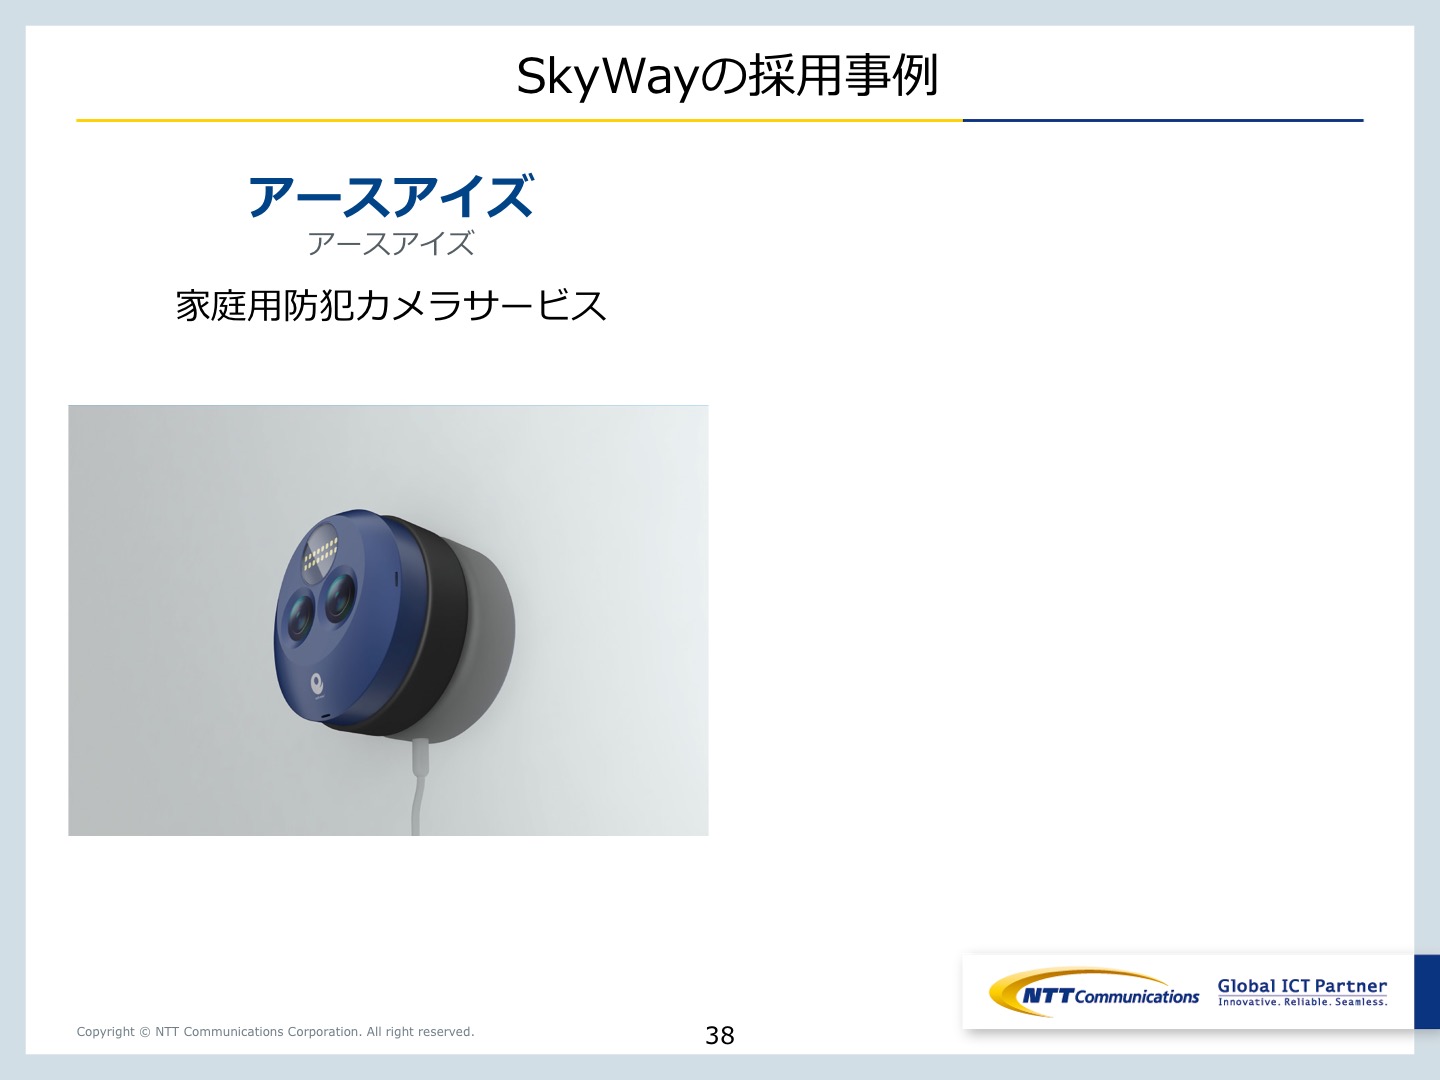 SkyWayの採用事例
アースアイズ
アースアイズ
家庭用防犯カメラサービス
NTT Communications
Global ICT Partner
Innovative. Reliable. Seamless.
Copyright © NTT Communications Corporation. All right reserved.
38